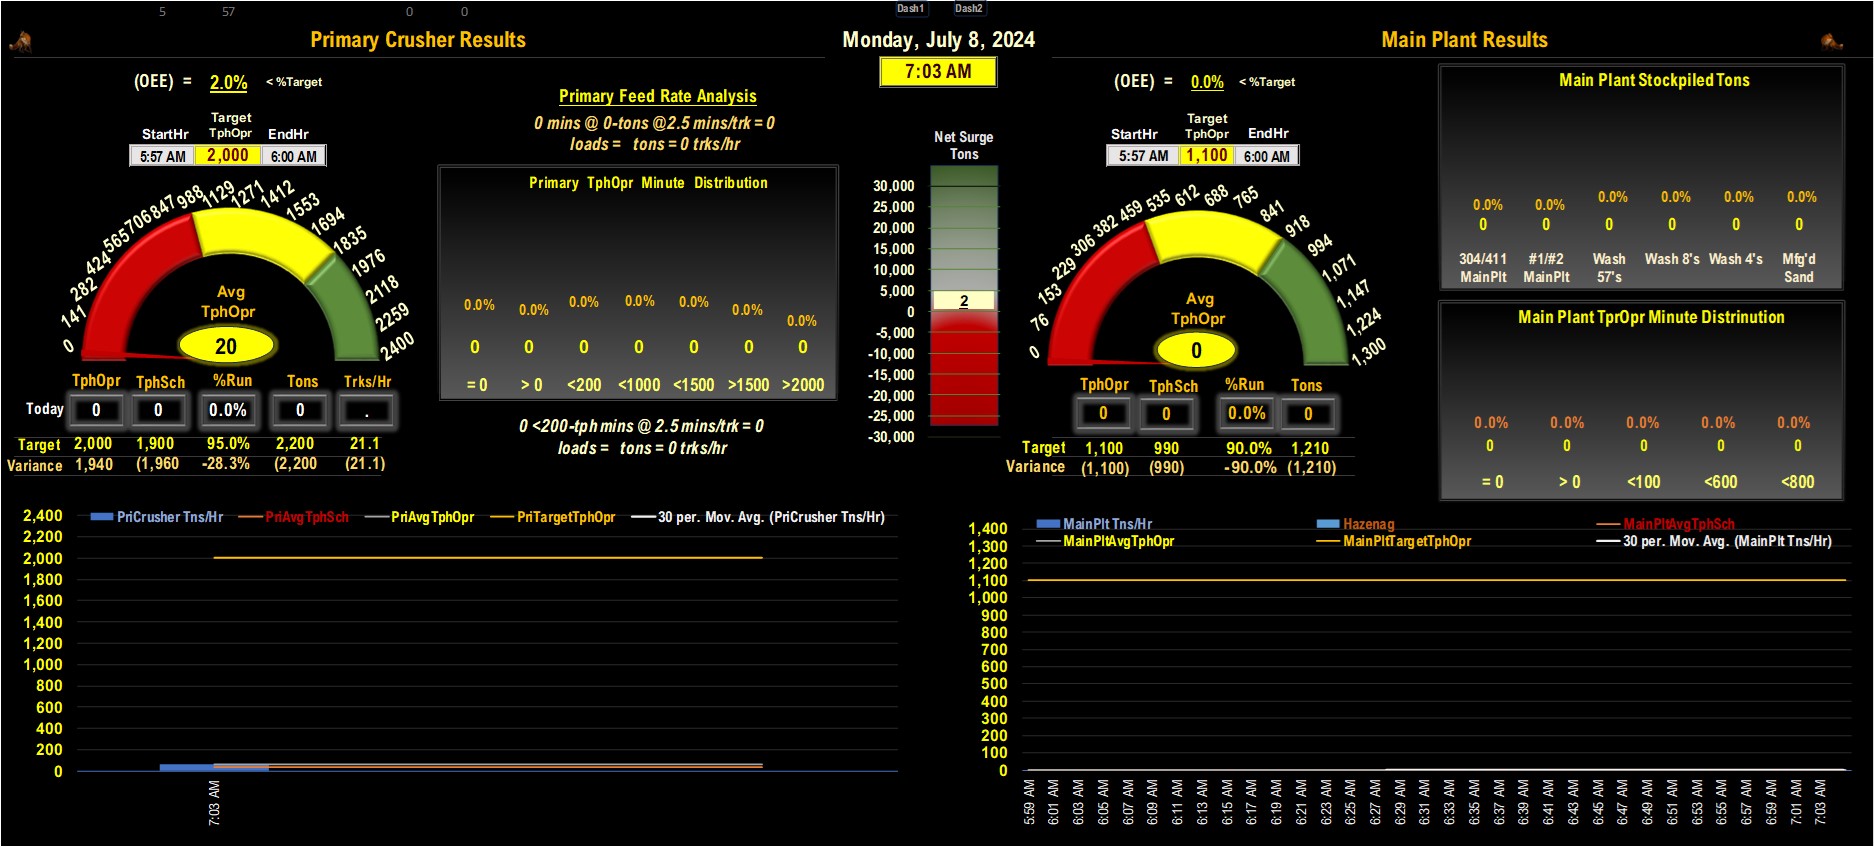 5 57 0 0 Dash1 Dash2
Primary Crusher Results
Monday, July 8, 2024
Main Plant Results
7:03 AM
(OEE) = 2.0% < %Target
Target
StartHr TphOpr EndHr
5:57 AM 2,000 6:00 AM
0
141
282
424
565
706
847
988
1129
1271
1412
1553
1694
1835
1976
2118
2259
2400
Avg
TphOpr
20
TphOpr TphSch %Run Tons Trks/Hr
Today 0 0 0.0% 0 .
Target 2,000 1,900 95.0% 2,200 21.1
Variance 1,940 (1,960 -28.3% (2,200 (21.1)
Primary Feed Rate Analysis
0 mins @ 0-tons @2.5 mins/trk = 0
loads = tons = 0 trks/hr
Primary TphOpr Minute Distribution
0.0% 0.0% 0.0% 0.0% 0.0% 0.0% 0.0%
0 0 0 0 0 0 0
= 0 > 0 <200 <1000 <1500 >1500 >2000
0 <200-tph mins @ 2.5 mins/trk = 0
loads = tons = 0 trks/hr
Net Surge
Tons
30,000
25,000
20,000
15,000
10,000
5,000
2
0
-5,000
-10,000
-15,000
-20,000
-25,000
-30,000
(OEE) = 0.0% < %Target
Target
StartHr TphOpr EndHr
5:57 AM 1,100 6:00 AM
0
76
153
229
306
382
459
535
612
688
765
841
918
994
1,071
1,147
1,224
1,300
Avg
TphOpr
0
TphOpr TphSch %Run Tons
0 0 0.0% 0
Target 1,100 990 90.0% 1,210
Variance (1,100) (990) -90.0% (1,210)
Main Plant Stockpiled Tons
0.0% 0.0% 0.0% 0.0% 0.0% 0.0%
0 0 0 0 0 0
304/411 #1/#2 Wash Wash 8's Wash 4's Mfg'd
MainPlt MainPlt 57's Sand
Main Plant TprOpr Minute Distrinution
0.0% 0.0% 0.0% 0.0% 0.0%
0 0 0 0 0
= 0 > 0 <100 <600 <800
PriCrusher Tns/Hr PriAvgTphSch PriAvgTphOpr PriTargetTphOpr 30 per. Mov. Avg. (PriCrusher Tns/Hr)
2,400
2,200
2,000
1,800
1,600
1,400
1,200
1,000
800
600
400
200
0
7:03 AM
MainPlt Tns/Hr Hazenag MainPltAvgTphSch
MainPltAvgTphOpr MainPltTargetTphOpr 30 per. Mov. Avg. (MainPlt Tns/Hr)
1,400
1,300
1,200
1,100
1,000
900
800
700
600
500
400
300
200
100
0
5:59 AM
6:01 AM
6:03 AM
6:05 AM
6:07 AM
6:09 AM
6:11 AM
6:13 AM
6:15 AM
6:17 AM
6:19 AM
6:21 AM
6:23 AM
6:25 AM
6:27 AM
6:29 AM
6:31 AM
6:33 AM
6:35 AM
6:37 AM
6:39 AM
6:41 AM
6:43 AM
6:45 AM
6:47 AM
6:49 AM
6:51 AM
6:53 AM
6:55 AM
6:57 AM
6:59 AM
7:01 AM
7:03 AM